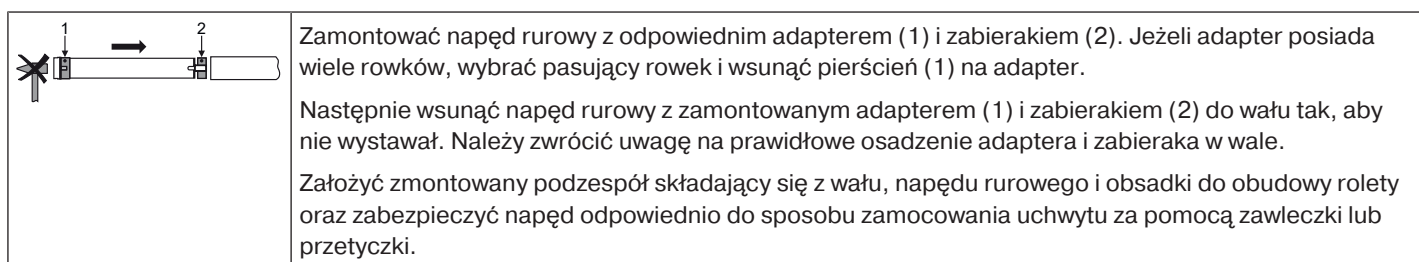 1 2
Zamontować napęd rurowy z odpowiednim adapterem (1) i zabierakiem (2). Jeżeli adapter posiada
wiele rowków, wybrać pasujący rowek i wsunąć pierścień (1) na adapter.
Następnie wsunąć napęd rurowy z zamontowanym adapterem (1) i zabierakiem (2) do wału tak, aby
nie wystawał. Należy zwrócić uwagę na prawidłowe osadzenie adaptera i zabieraka w wale.
Założyć zmontowany podzespół składający się z wału, napędu rurowego i obsadki do obudowy rolety
oraz zabezpieczyć napęd odpowiednio do sposobu zamocowania uchwytu za pomocą zawleczki lub
przetyczki.